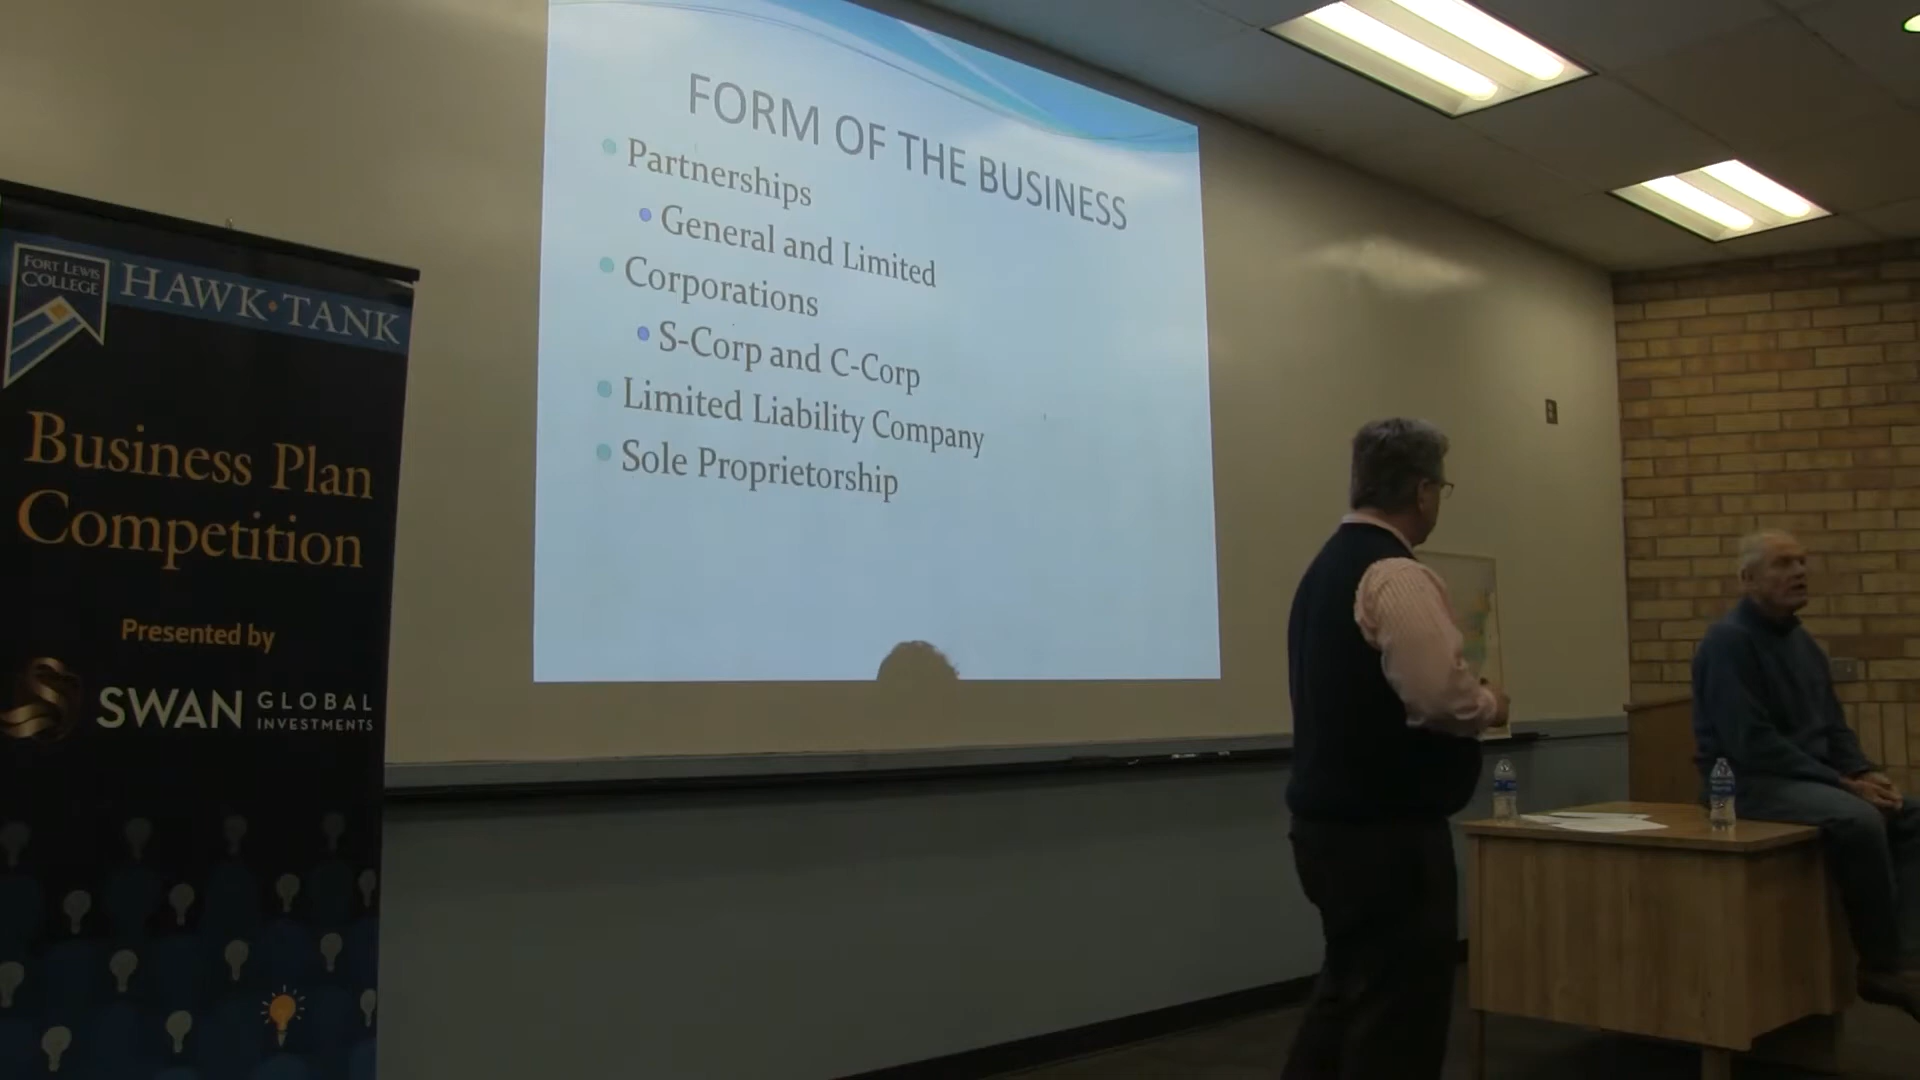 FORT LEWIS
COLLEGE
HAWK•TANK
Business Plan
Competition
Presented by
SWAN GLOBAL
INVESTMENTS
FORM OF THE BUSINESS
• Partnerships
• General and Limited
• Corporations
• S-Corp and C-Corp
• Limited Liability Company
• Sole Proprietorship